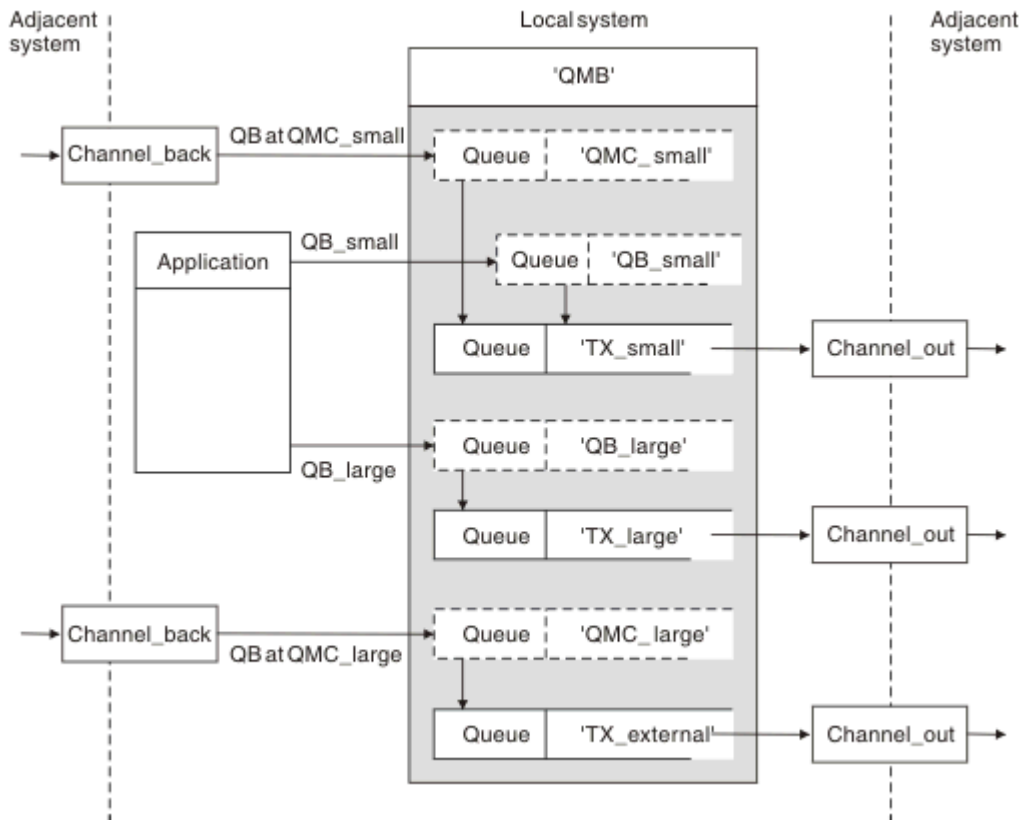 Adjacent
system
Local system
Adjacent
system
'QMB'
Channel_back
QB at QMC_small
Queue
'QMC_small'
Application
QB_small
Queue
'QB_small'
Queue
'TX_small'
Channel_out
QB_large
Queue
'QB_large'
Queue
'TX_large'
Channel_out
Channel_back
QB at QMC_large
Queue
'QMC_large'
Queue
'TX_external'
Channel_out